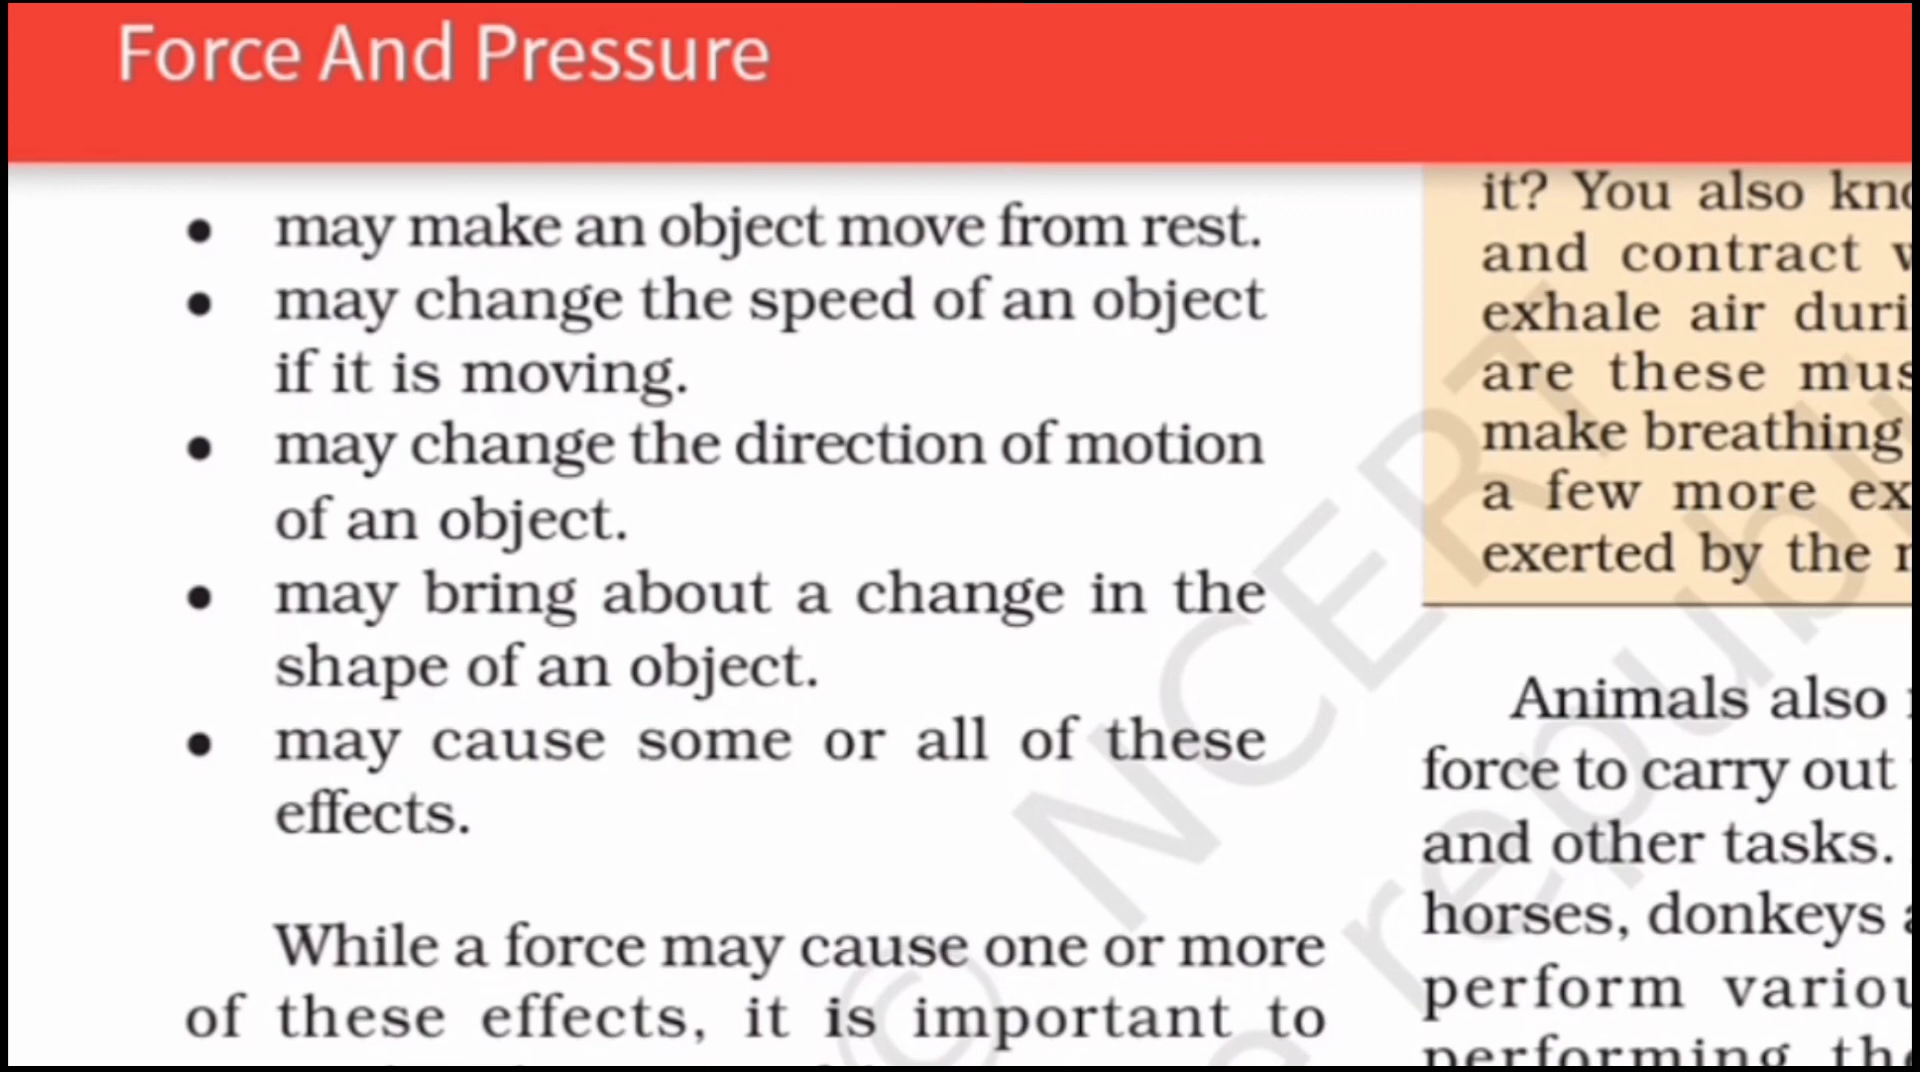 Force And Pressure
may make an object move from rest.
may change the speed of an object
if it is moving.
may change the direction of motion
of an object.
may bring about a change in the
shape of an object.
may cause some or all of these
effects.
While a force may cause one or more
of these effects, it is important to
it? You also
and contract
exhale air
are these
make breathing
a few more
exerted by the
Animals also
force to carry out
and other tasks.
horses, donkeys
perform
performing
© NCERT